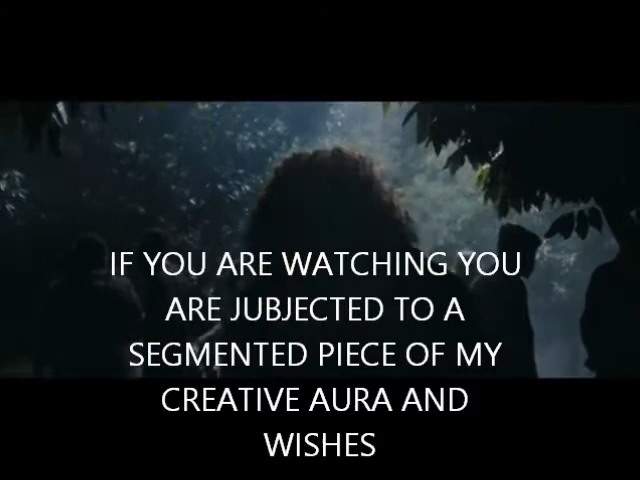 IF YOU ARE WATCHING YOU
ARE JUBJECTED TO A
SEGMENTED PIECE OF MY
CREATIVE AURA AND
WISHES